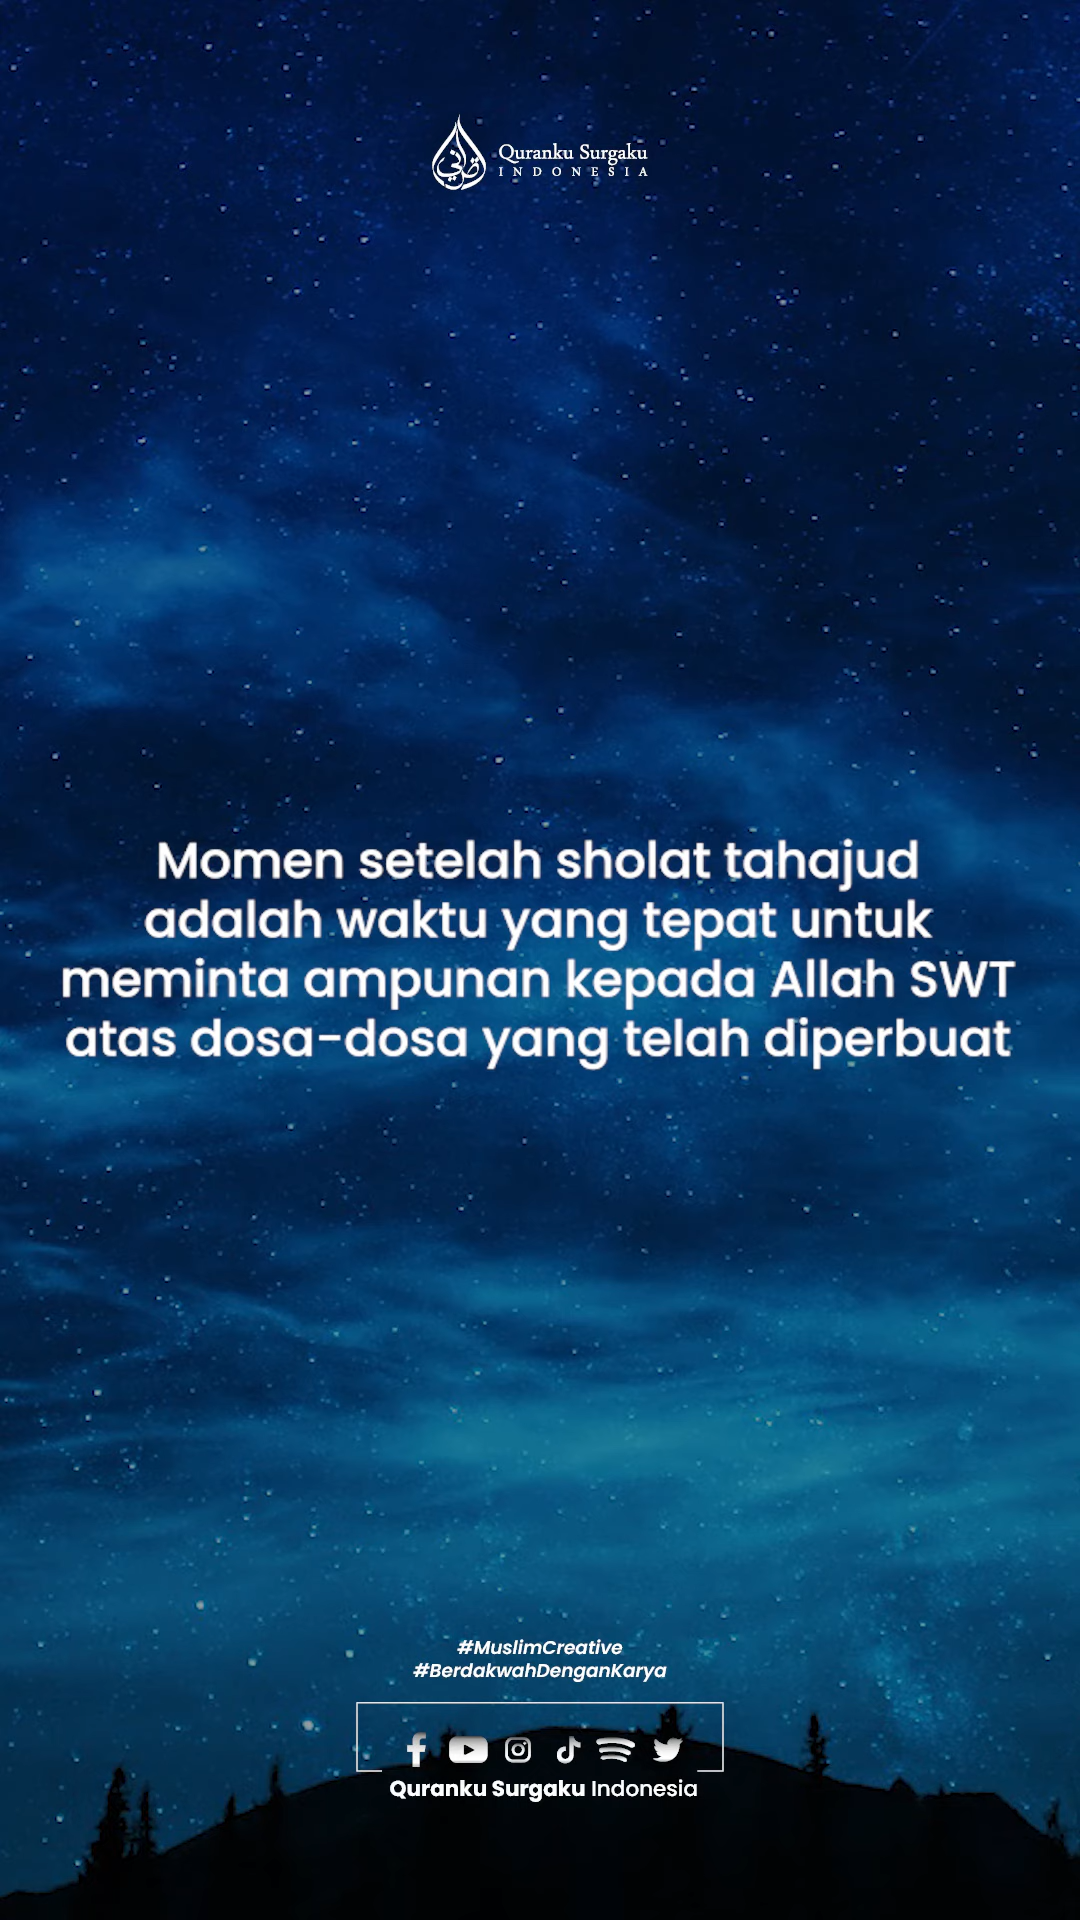 Quranku Surgaku
INDONESIA
Momen setelah sholat tahajud
adalah waktu yang tepat untuk
meminta ampunan kepada Allah SWT
atas dosa-dosa yang telah diperbuat
#MuslimCreative
#BerdakwahDenganKarya
Quranku Surgaku Indonesia